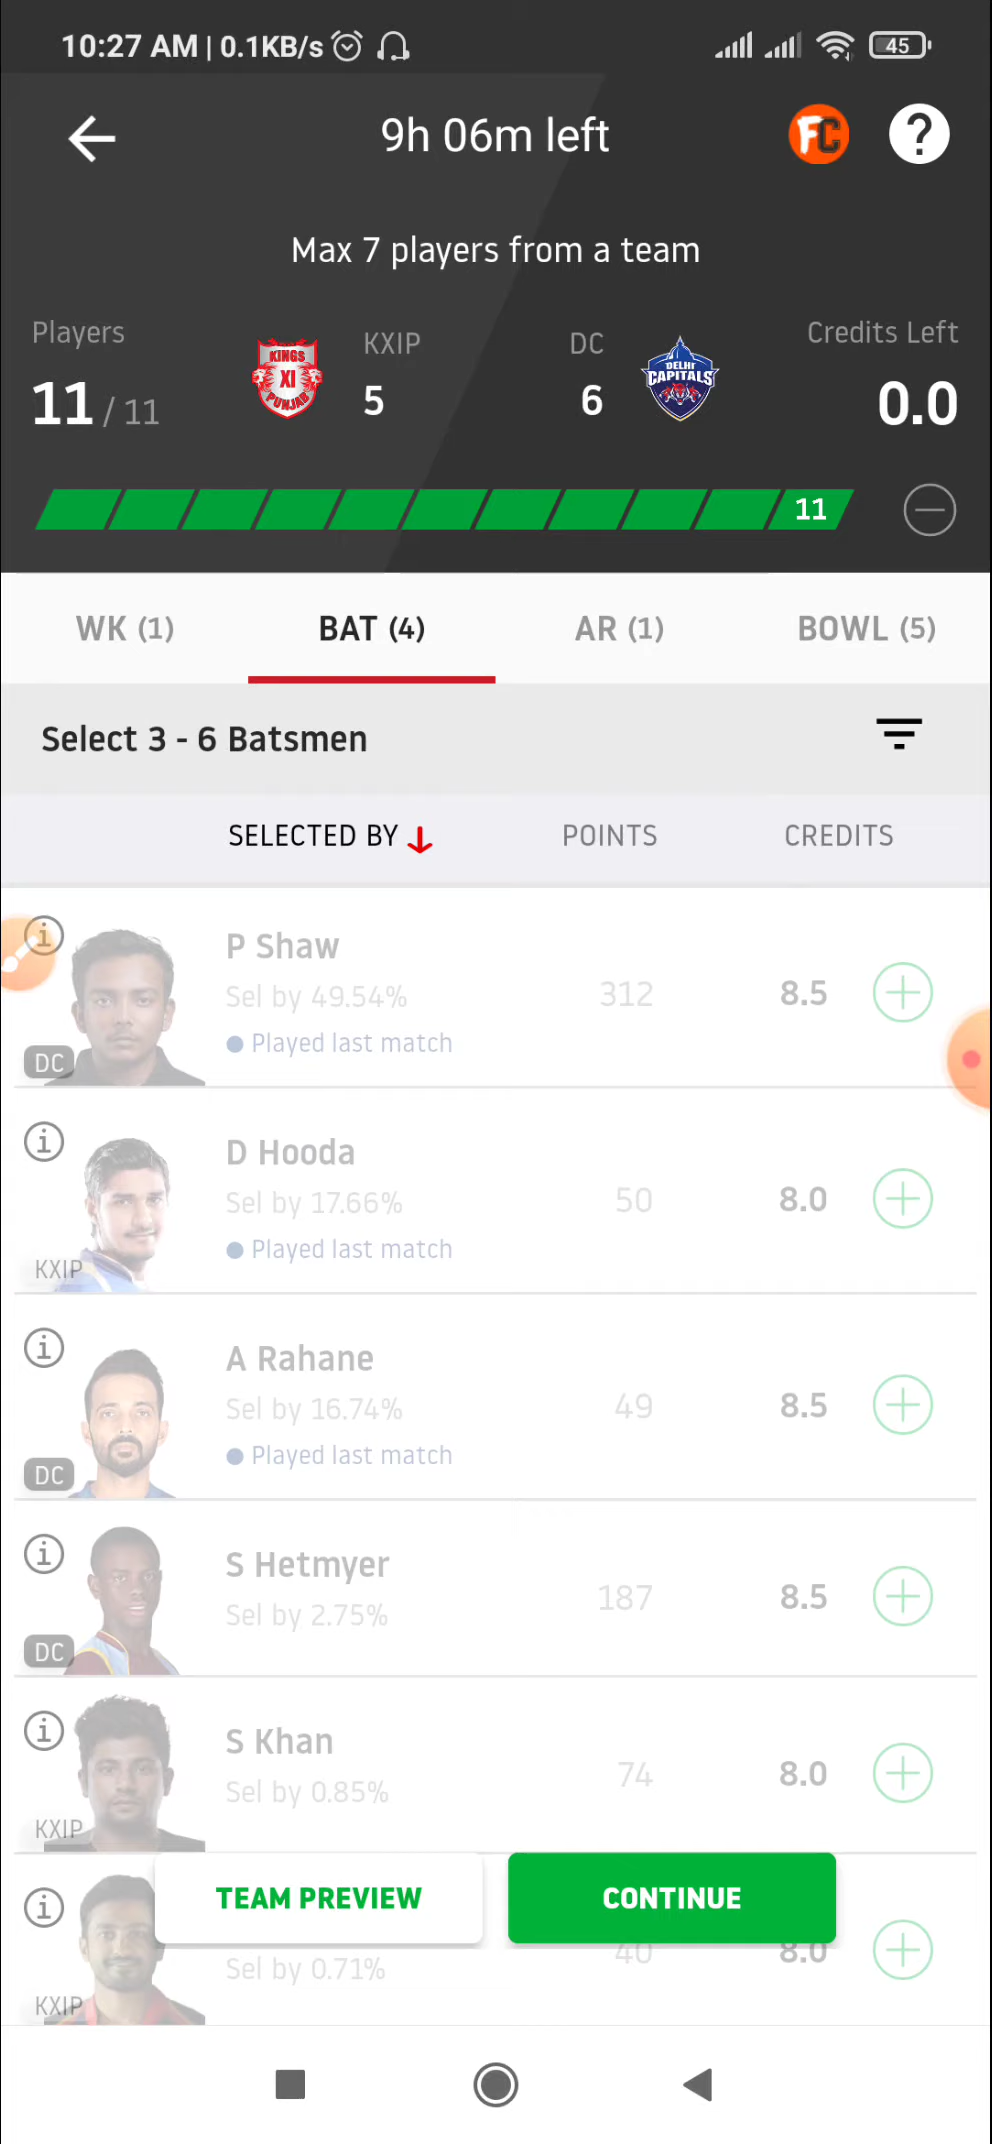 10:27 AM | 0.1KB/s 45
9h 06m left FC ?
Max 7 players from a team
Players KXIP DC Credits Left
KINGS XI PUNJAB DELHI CAPITALS
11 / 11 5 6 0.0
11
WK (1) BAT (4) AR (1) BOWL (5)
Select 3 - 6 Batsmen
SELECTED BY POINTS CREDITS
P Shaw
Sel by 49.54% 312 8.5
Played last match
DC
D Hooda
Sel by 17.66% 50 8.0
Played last match
KXIP
A Rahane
Sel by 16.74% 49 8.5
Played last match
DC
S Hetmyer
Sel by 2.75% 187 8.5
DC
S Khan
Sel by 0.85% 74 8.0
KXIP
TEAM PREVIEW CONTINUE
Sel by 0.71% 40 8.0
KXIP